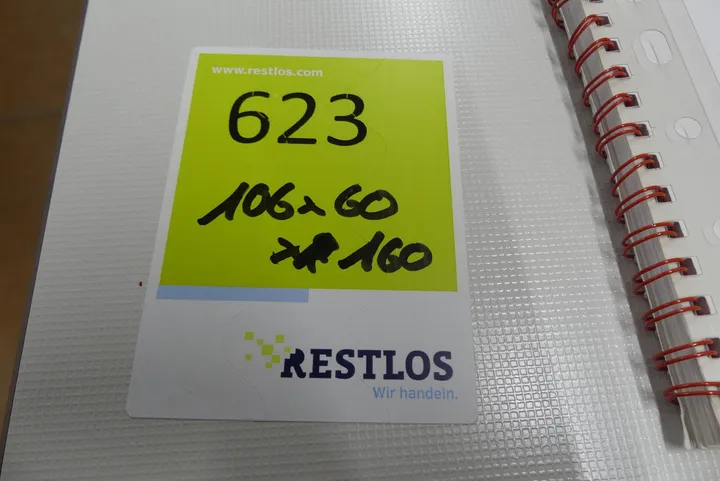 www.restlos.com
623
106x60
x 160
RESTLOS
Wir handeln.